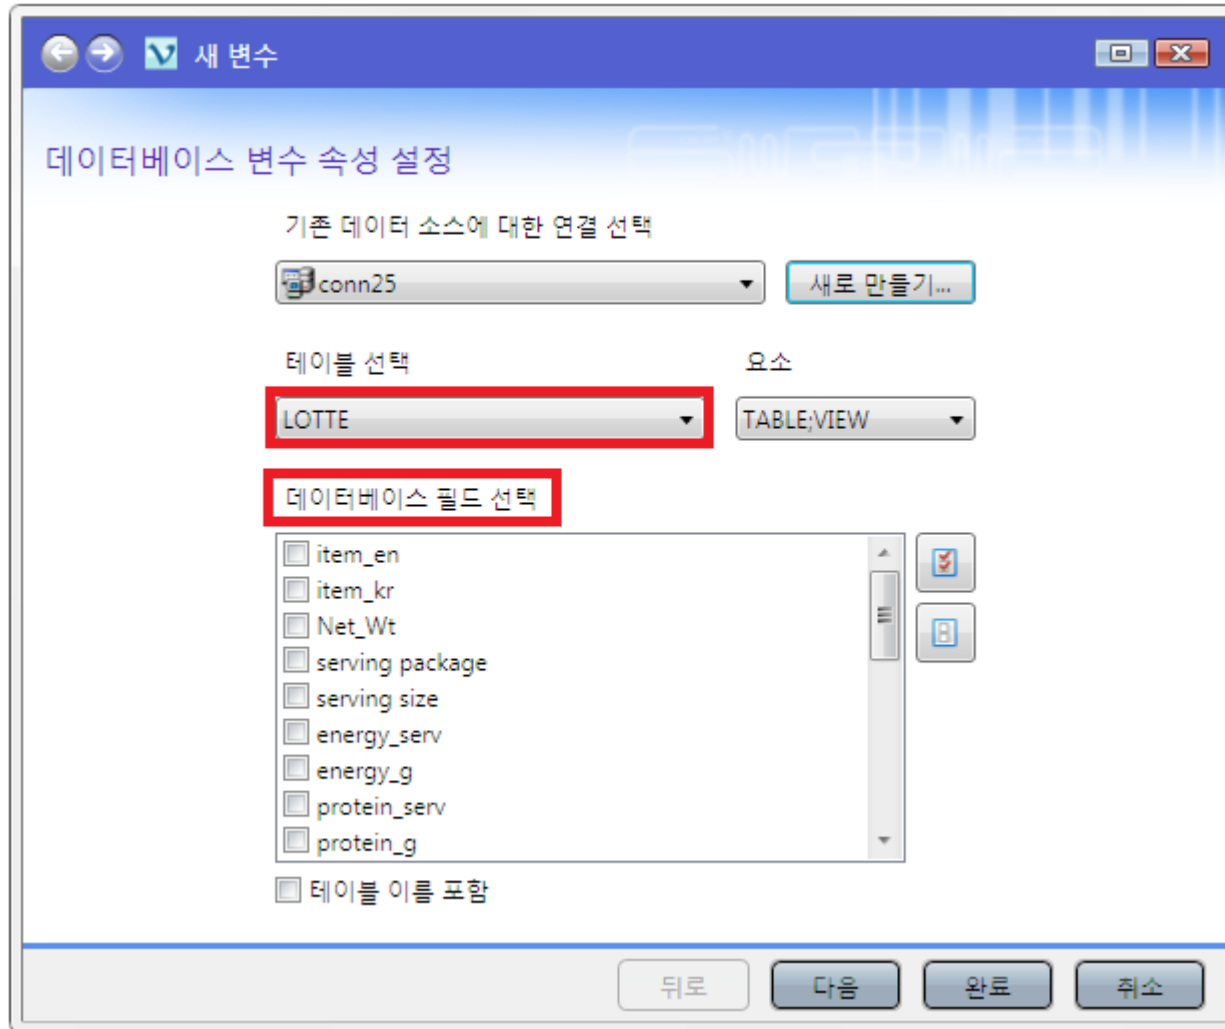 새 변수
데이터베이스 변수 속성 설정
기존 데이터 소스에 대한 연결 선택
conn25
새로 만들기...
테이블 선택
요소
LOTTE
TABLE;VIEW
데이터베이스 필드 선택
item_en
item_kr
Net_Wt
serving package
serving size
energy_serv
energy_g
protein_serv
protein_g
테이블 이름 포함
뒤로
다음
완료
취소